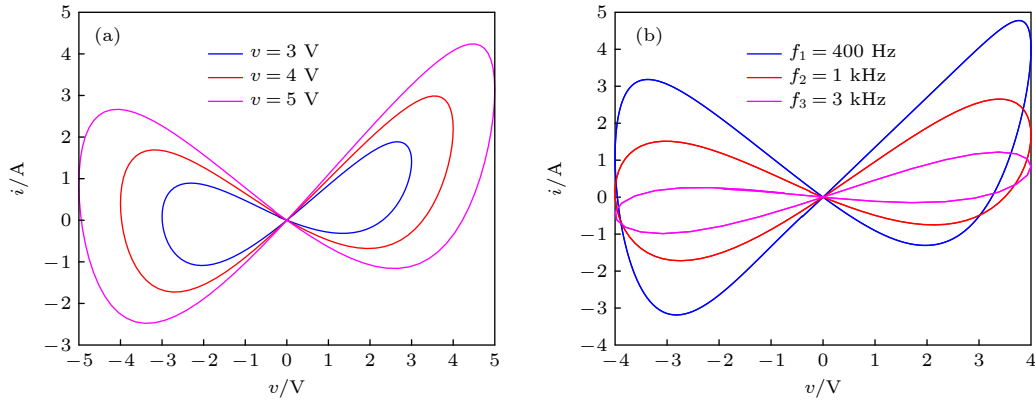 (a)
v = 3 V
v = 4 V
v = 5 V
5
4
3
2
1
0
−1
−2
−3
i/A
−5 −4 −3 −2 −1 0 1 2 3 4 5
v/V
(b)
f₁ = 400 Hz
f₂ = 1 kHz
f₃ = 3 kHz
5
4
3
2
1
0
−1
−2
−3
−4
i/A
−4 −3 −2 −1 0 1 2 3 4
v/V